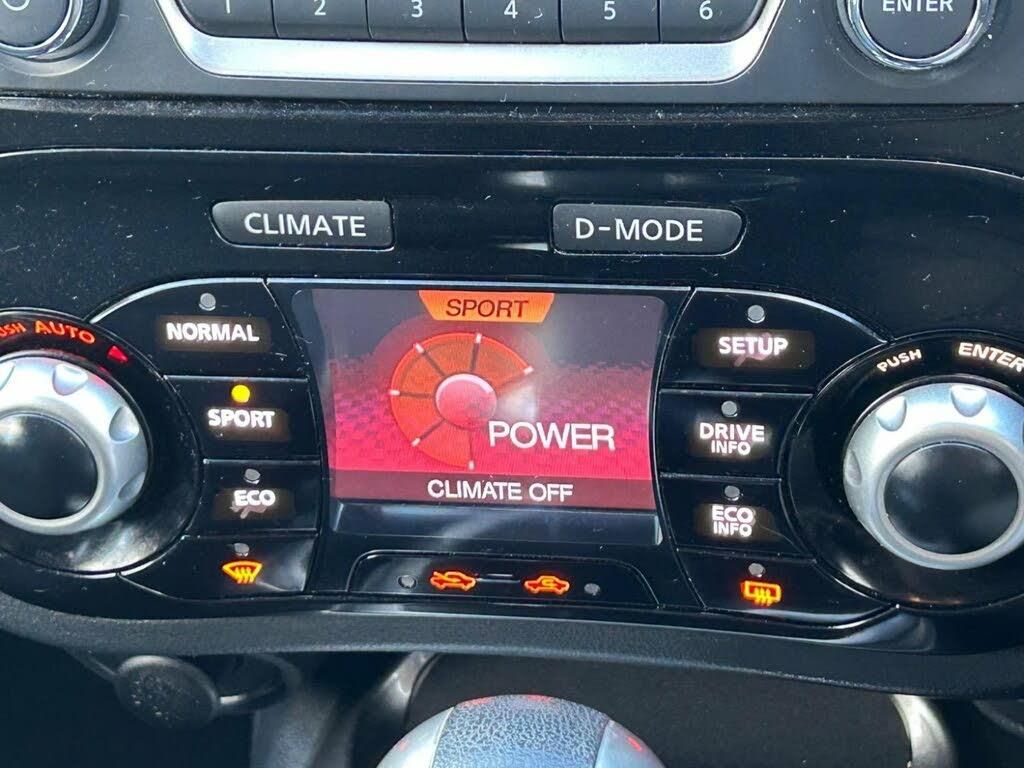 1 2 3 4 5 6
ENTER
CLIMATE
D-MODE
PUSH AUTO
NORMAL
SPORT
ECO
SPORT
POWER
CLIMATE OFF
SETUP
DRIVE
INFO
ECO
INFO
PUSH ENTER